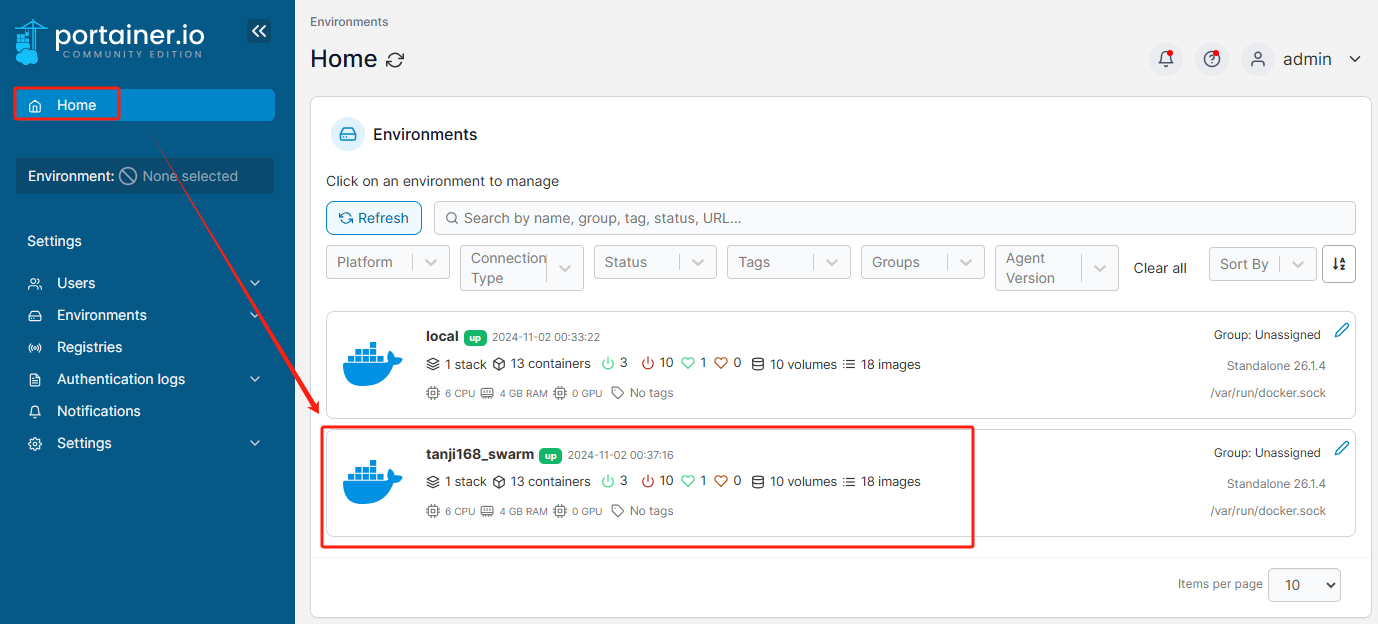 portainer.io
COMMUNITY EDITION
Home
Environment: None selected
Settings
Users
Environments
Registries
Authentication logs
Notifications
Settings
Environments
Home
admin
Environments
Click on an environment to manage
Refresh
Search by name, group, tag, status, URL...
Platform
Connection
Type
Status
Tags
Groups
Agent
Version
Clear all
Sort By
local up 2024-11-02 00:33:22
1 stack 13 containers 3 10 1 0 10 volumes 18 images
6 CPU 4 GB RAM 0 GPU No tags
Group: Unassigned
Standalone 26.1.4
/var/run/docker.sock
tanji168_swarm up 2024-11-02 00:37:16
1 stack 13 containers 3 10 1 0 10 volumes 18 images
6 CPU 4 GB RAM 0 GPU No tags
Group: Unassigned
Standalone 26.1.4
/var/run/docker.sock
Items per page 10